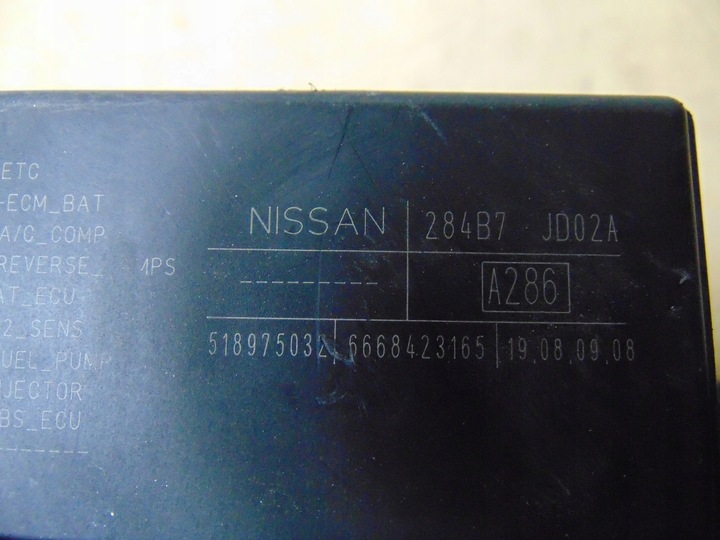 ETC
ECM_BAT
A/C_COMP
REVERSE_ 1PS
AT_ECU
2_SENS
UEL_PUMP
JECTOR
BS_ECU
--------
NISSAN 284B7 JD02A
--------- A286
518975032 6668423165 19.08.09.08